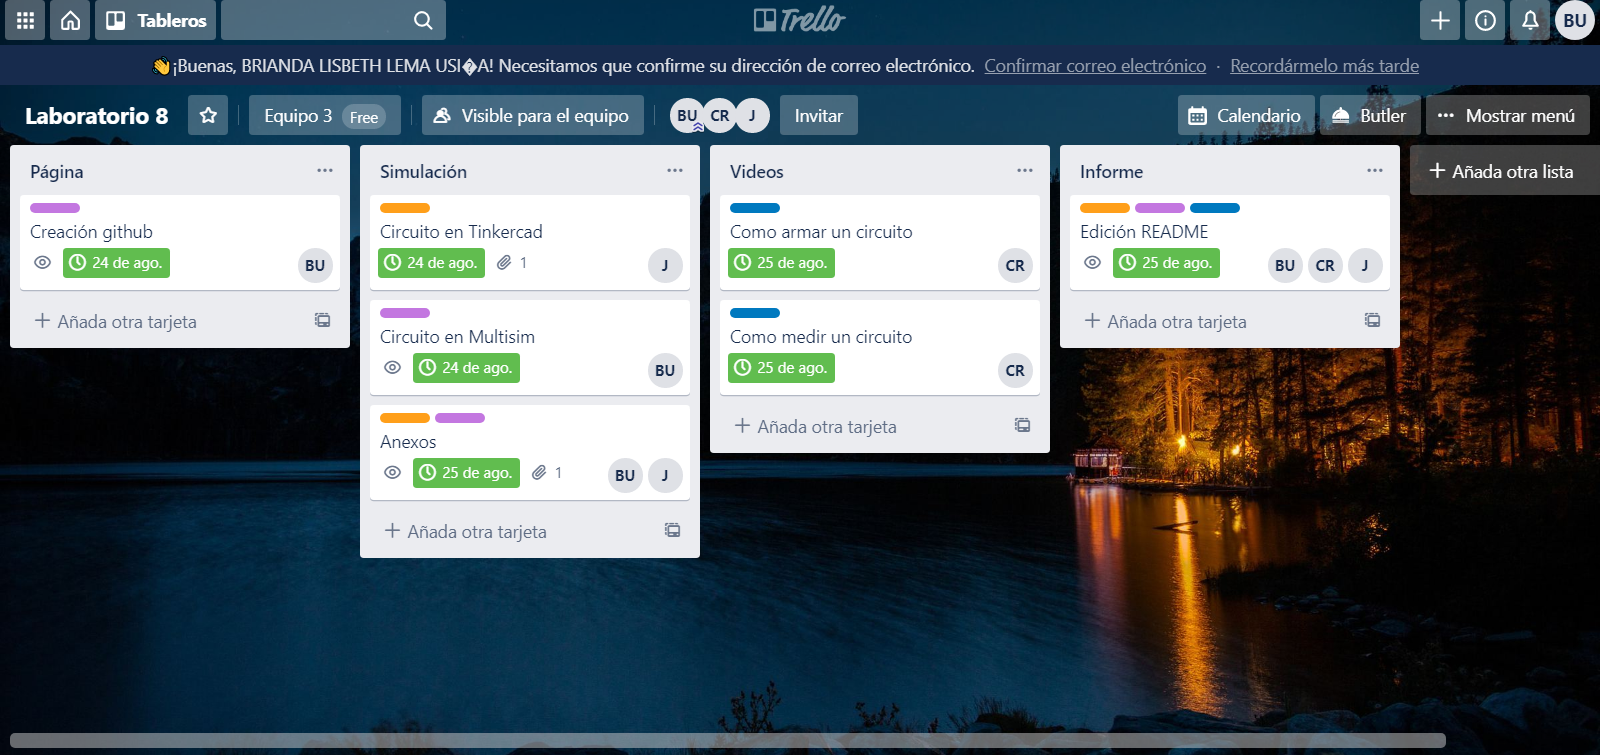 Tableros
Trello
BU
👋¡Buenas, BRIANDA LISBETH LEMA USI�A! Necesitamos que confirme su dirección de correo electrónico. Confirmar correo electrónico · Recordármelo más tarde
Laboratorio 8
Equipo 3 Free
Visible para el equipo
BU CR J
Invitar
Calendario
Butler
··· Mostrar menú
Página
Creación github
24 de ago.
BU
+ Añada otra tarjeta
Simulación
Circuito en Tinkercad
24 de ago. 1
J
Circuito en Multisim
24 de ago.
BU
Anexos
25 de ago. 1
BU J
+ Añada otra tarjeta
Videos
Como armar un circuito
25 de ago.
CR
Como medir un circuito
25 de ago.
CR
+ Añada otra tarjeta
Informe
Edición README
25 de ago.
BU CR J
+ Añada otra tarjeta
+ Añada otra lista